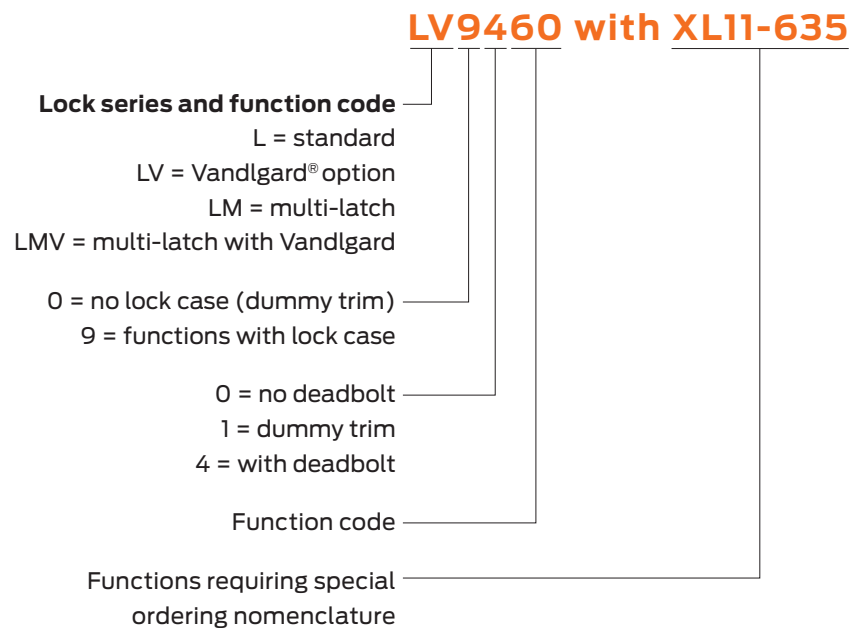 LV9460 with XL11-635
Lock series and function code
L = standard
LV = Vandlgard® option
LM = multi-latch
LMV = multi-latch with Vandlgard
0 = no lock case (dummy trim)
9 = functions with lock case
0 = no deadbolt
1 = dummy trim
4 = with deadbolt
Function code
Functions requiring special
ordering nomenclature